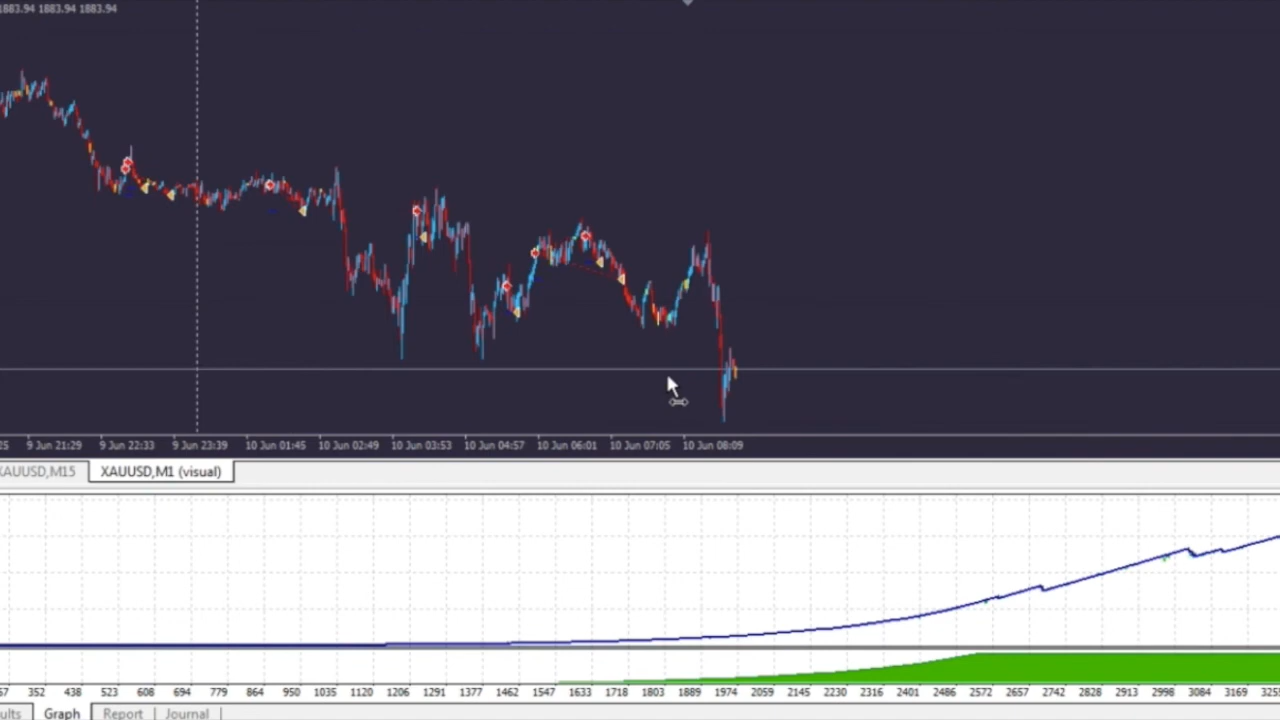 1883.94 1883.94 1883.94
25 9 Jun 21:29 9 Jun 22:33 9 Jun 23:39 10 Jun 01:45 10 Jun 02:49 10 Jun 03:53 10 Jun 04:57 10 Jun 06:01 10 Jun 07:05 10 Jun 08:09
XAUUSD,M15 XAUUSD,M1 (visual)
57 352 438 523 608 694 779 864 950 1035 1120 1206 1291 1377 1462 1547 1633 1718 1803 1889 1974 2059 2145 2230 2316 2401 2486 2572 2657 2742 2828 2913 2998 3084 3169 325
ults Graph Report Journal